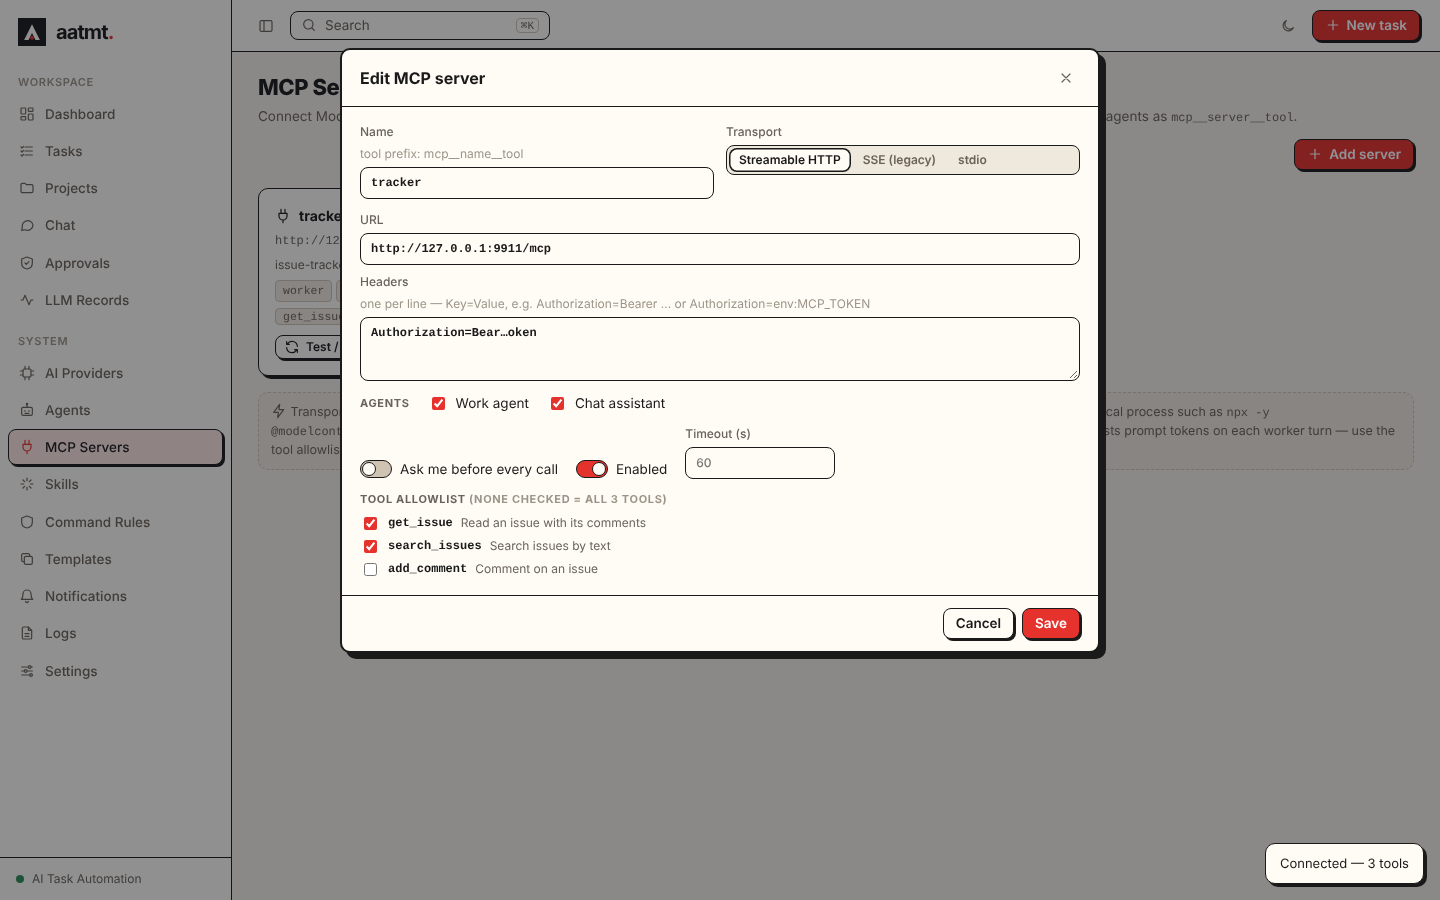 aatmt.
Search
⌘K
New task
WORKSPACE
Dashboard
Tasks
Projects
Chat
Approvals
LLM Records
SYSTEM
AI Providers
Agents
MCP Servers
Skills
Command Rules
Templates
Notifications
Logs
Settings
AI Task Automation
MCP Se
Connect Mod
agents as mcp__server__tool.
Add server
tracke
http://12
issue-track
worker
get_issu
Test /
Transpor
cal process such as npx -y
@modelcont
sts prompt tokens on each worker turn — use the
tool allowlis
Edit MCP server
Name
tool prefix: mcp__name__tool
tracker
Transport
Streamable HTTP
SSE (legacy)
stdio
URL
http://127.0.0.1:9911/mcp
Headers
one per line — Key=Value, e.g. Authorization=Bearer … or Authorization=env:MCP_TOKEN
Authorization=Bear…oken
AGENTS
Work agent
Chat assistant
Ask me before every call
Enabled
Timeout (s)
60
TOOL ALLOWLIST (NONE CHECKED = ALL 3 TOOLS)
get_issue Read an issue with its comments
search_issues Search issues by text
add_comment Comment on an issue
Cancel
Save
Connected — 3 tools